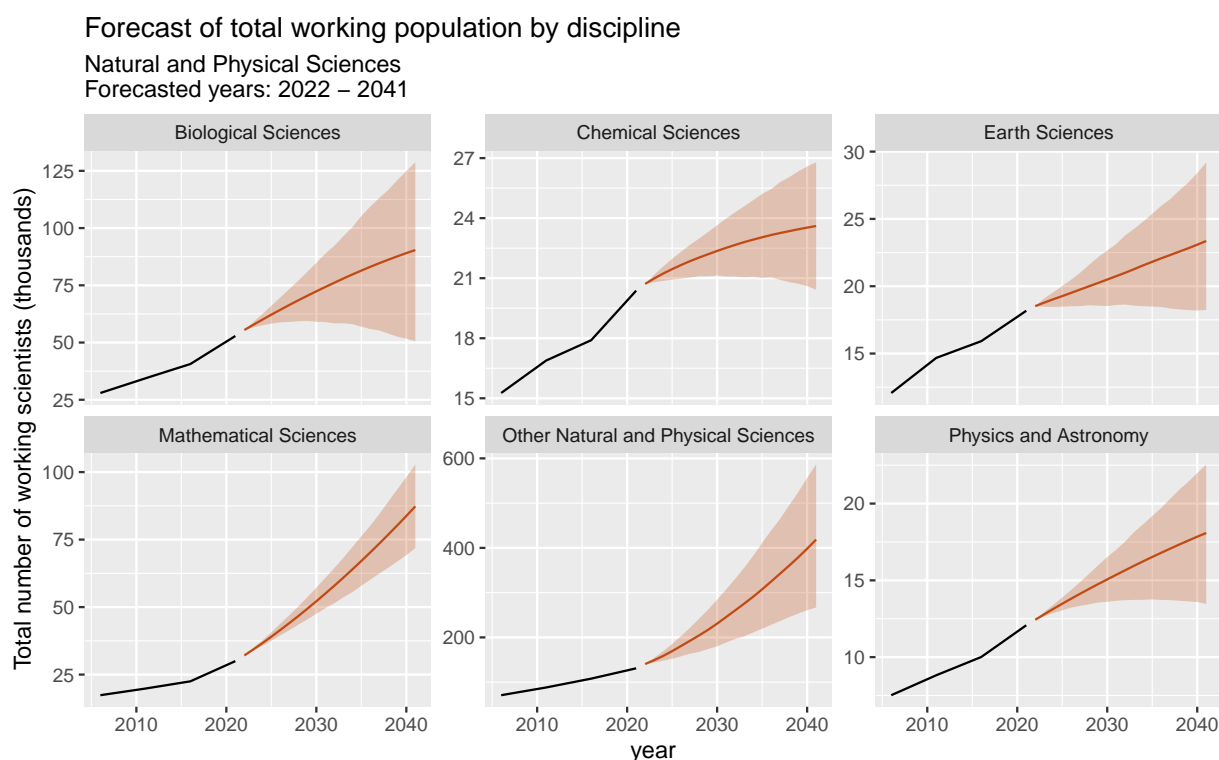 Forecast of total working population by discipline
Natural and Physical Sciences
Forecasted years: 2022 – 2041
Biological Sciences
Chemical Sciences
Earth Sciences
125
100
75
50
25
27
24
21
18
15
30
25
20
15
Total number of working scientists (thousands)
Mathematical Sciences
Other Natural and Physical Sciences
Physics and Astronomy
100
75
50
25
600
400
200
20
15
10
2010 2020 2030 2040
2010 2020 2030 2040
2010 2020 2030 2040
year